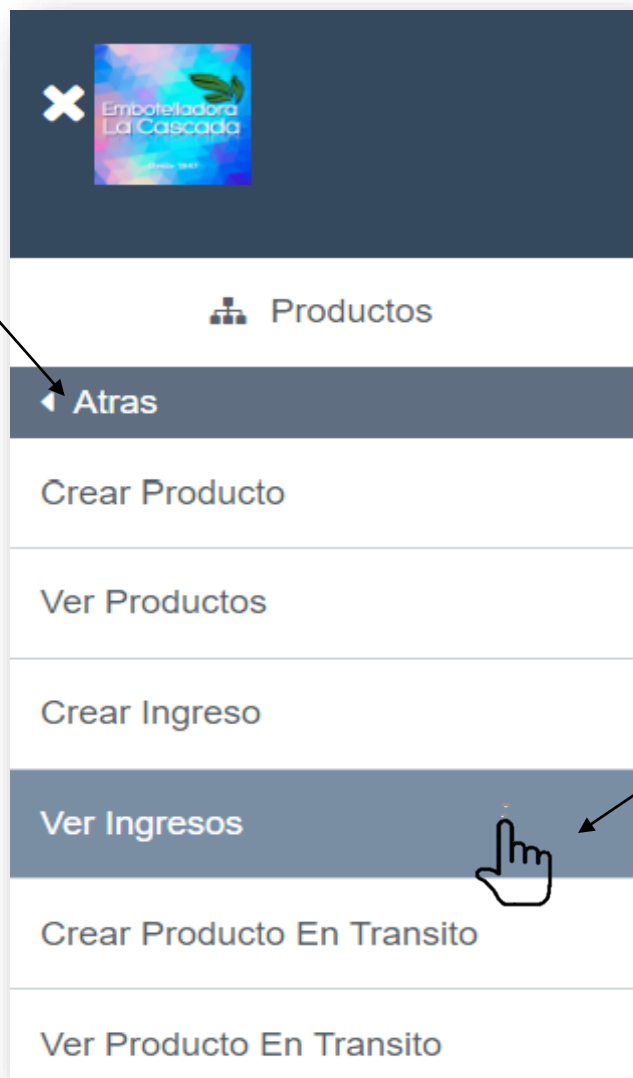 Embotelladora
La Cascada
Productos
Atras
Crear Producto
Ver Productos
Crear Ingreso
Ver Ingresos
Crear Producto En Transito
Ver Producto En Transito